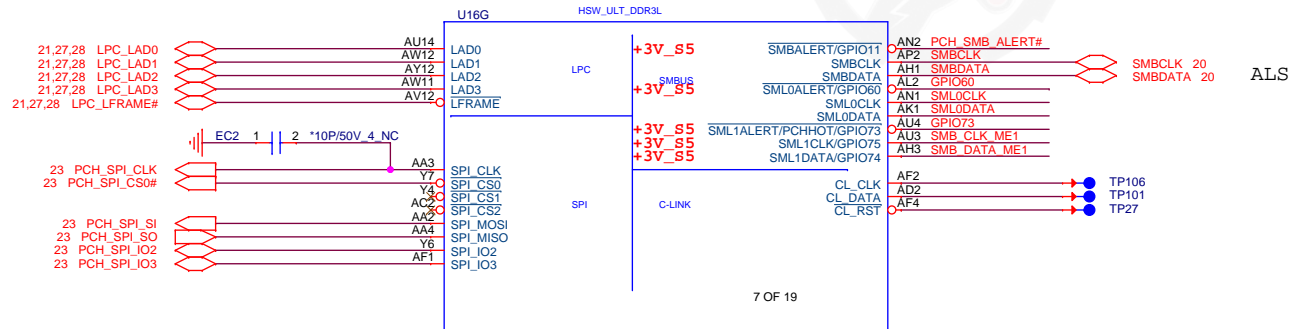 U16G
HSW_ULT_DDR3L
21,27,28 LPC_LAD0 AU14 LAD0
21,27,28 LPC_LAD1 AW12 LAD1
21,27,28 LPC_LAD2 AY12 LAD2
21,27,28 LPC_LAD3 AW11 LAD3
21,27,28 LPC_LFRAME# AV12 LFRAME
LPC
+3V_S5
SMBUS
+3V_S5
+3V_S5
+3V_S5
+3V_S5
SMBALERT/GPIO11 AN2 PCH_SMB_ALERT#
SMBCLK AP2 SMBCLK SMBCLK 20
SMBDATA AH1 SMBDATA SMBDATA 20
ALS
SML0ALERT/GPIO60 AL2 GPIO60
SML0CLK AN1 SML0CLK
SML0DATA AK1 SML0DATA
SML1ALERT/PCHHOT/GPIO73 AU4 GPIO73
SML1CLK/GPIO75 AU3 SMB_CLK_ME1
SML1DATA/GPIO74 AH3 SMB_DATA_ME1
EC2 1 2 *10P/50V_4_NC
23 PCH_SPI_CLK AA3 SPI_CLK
23 PCH_SPI_CS0# Y7 SPI_CS0
Y4 SPI_CS1
AC2 SPI_CS2
23 PCH_SPI_SI AA2 SPI_MOSI
23 PCH_SPI_SO AA4 SPI_MISO
23 PCH_SPI_IO2 Y6 SPI_IO2
23 PCH_SPI_IO3 AF1 SPI_IO3
SPI
C-LINK
CL_CLK AF2 TP106
CL_DATA AD2 TP101
CL_RST AF4 TP27
7 OF 19